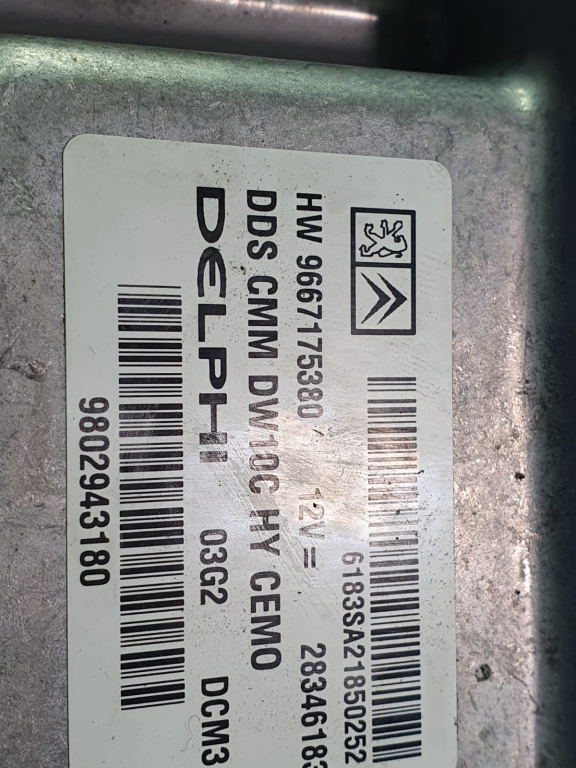 6183SA21850252
HW 9667175380 12V = 28346183
DDS CMM DW10C HY CEMO
DELPHI 03G2 DCM3
9802943180